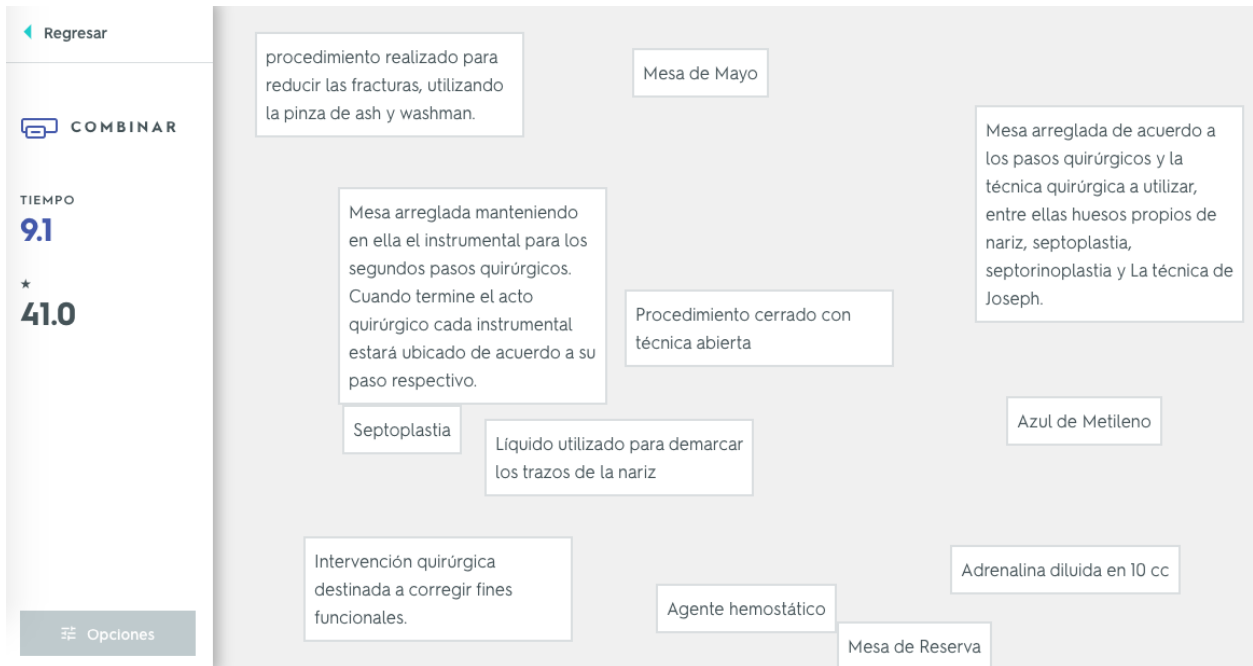 Regresar
COMBINAR
TIEMPO
9.1
★
41.0
Opciones
procedimiento realizado para
reducir las fracturas, utilizando
la pinza de ash y washman.
Mesa de Mayo
Mesa arreglada de acuerdo a
los pasos quirúrgicos y la
técnica quirúrgica a utilizar,
entre ellas huesos propios de
nariz, septoplastia,
septorinoplastia y La técnica de
Joseph.
Mesa arreglada manteniendo
en ella el instrumental para los
segundos pasos quirúrgicos.
Cuando termine el acto
quirúrgico cada instrumental
estará ubicado de acuerdo a su
paso respectivo.
Procedimiento cerrado con
técnica abierta
Septoplastia
Líquido utilizado para demarcar
los trazos de la nariz
Azul de Metileno
Intervención quirúrgica
destinada a corregir fines
funcionales.
Adrenalina diluida en 10 cc
Agente hemostático
Mesa de Reserva